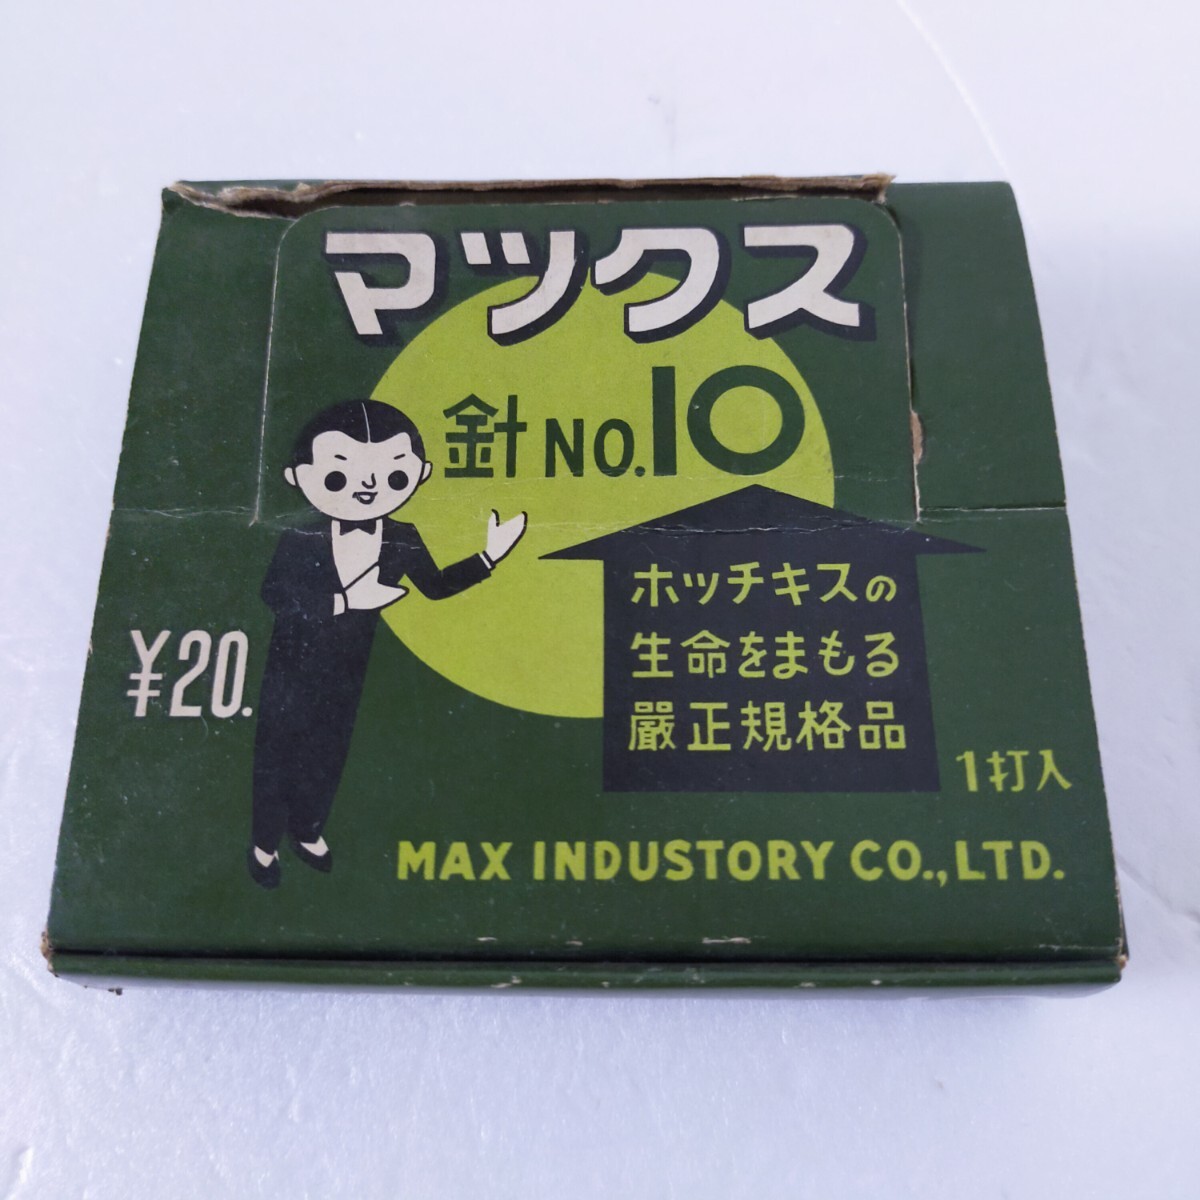 マックス
針 NO.10
ホッチキスの
生命をまもる
嚴正規格品
¥20.
1打入
MAX INDUSTORY CO., LTD.